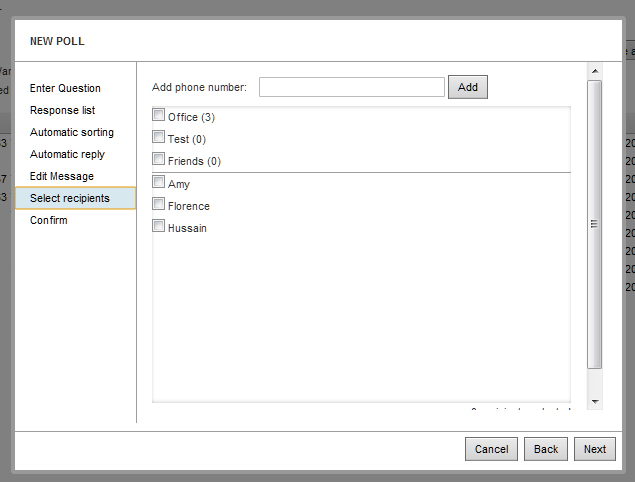 NEW POLL
Enter Question
Response list
Automatic sorting
Automatic reply
Edit Message
Select recipients
Confirm
Add phone number:
Add
Office (3)
Test (0)
Friends (0)
Amy
Florence
Hussain
Cancel
Back
Next